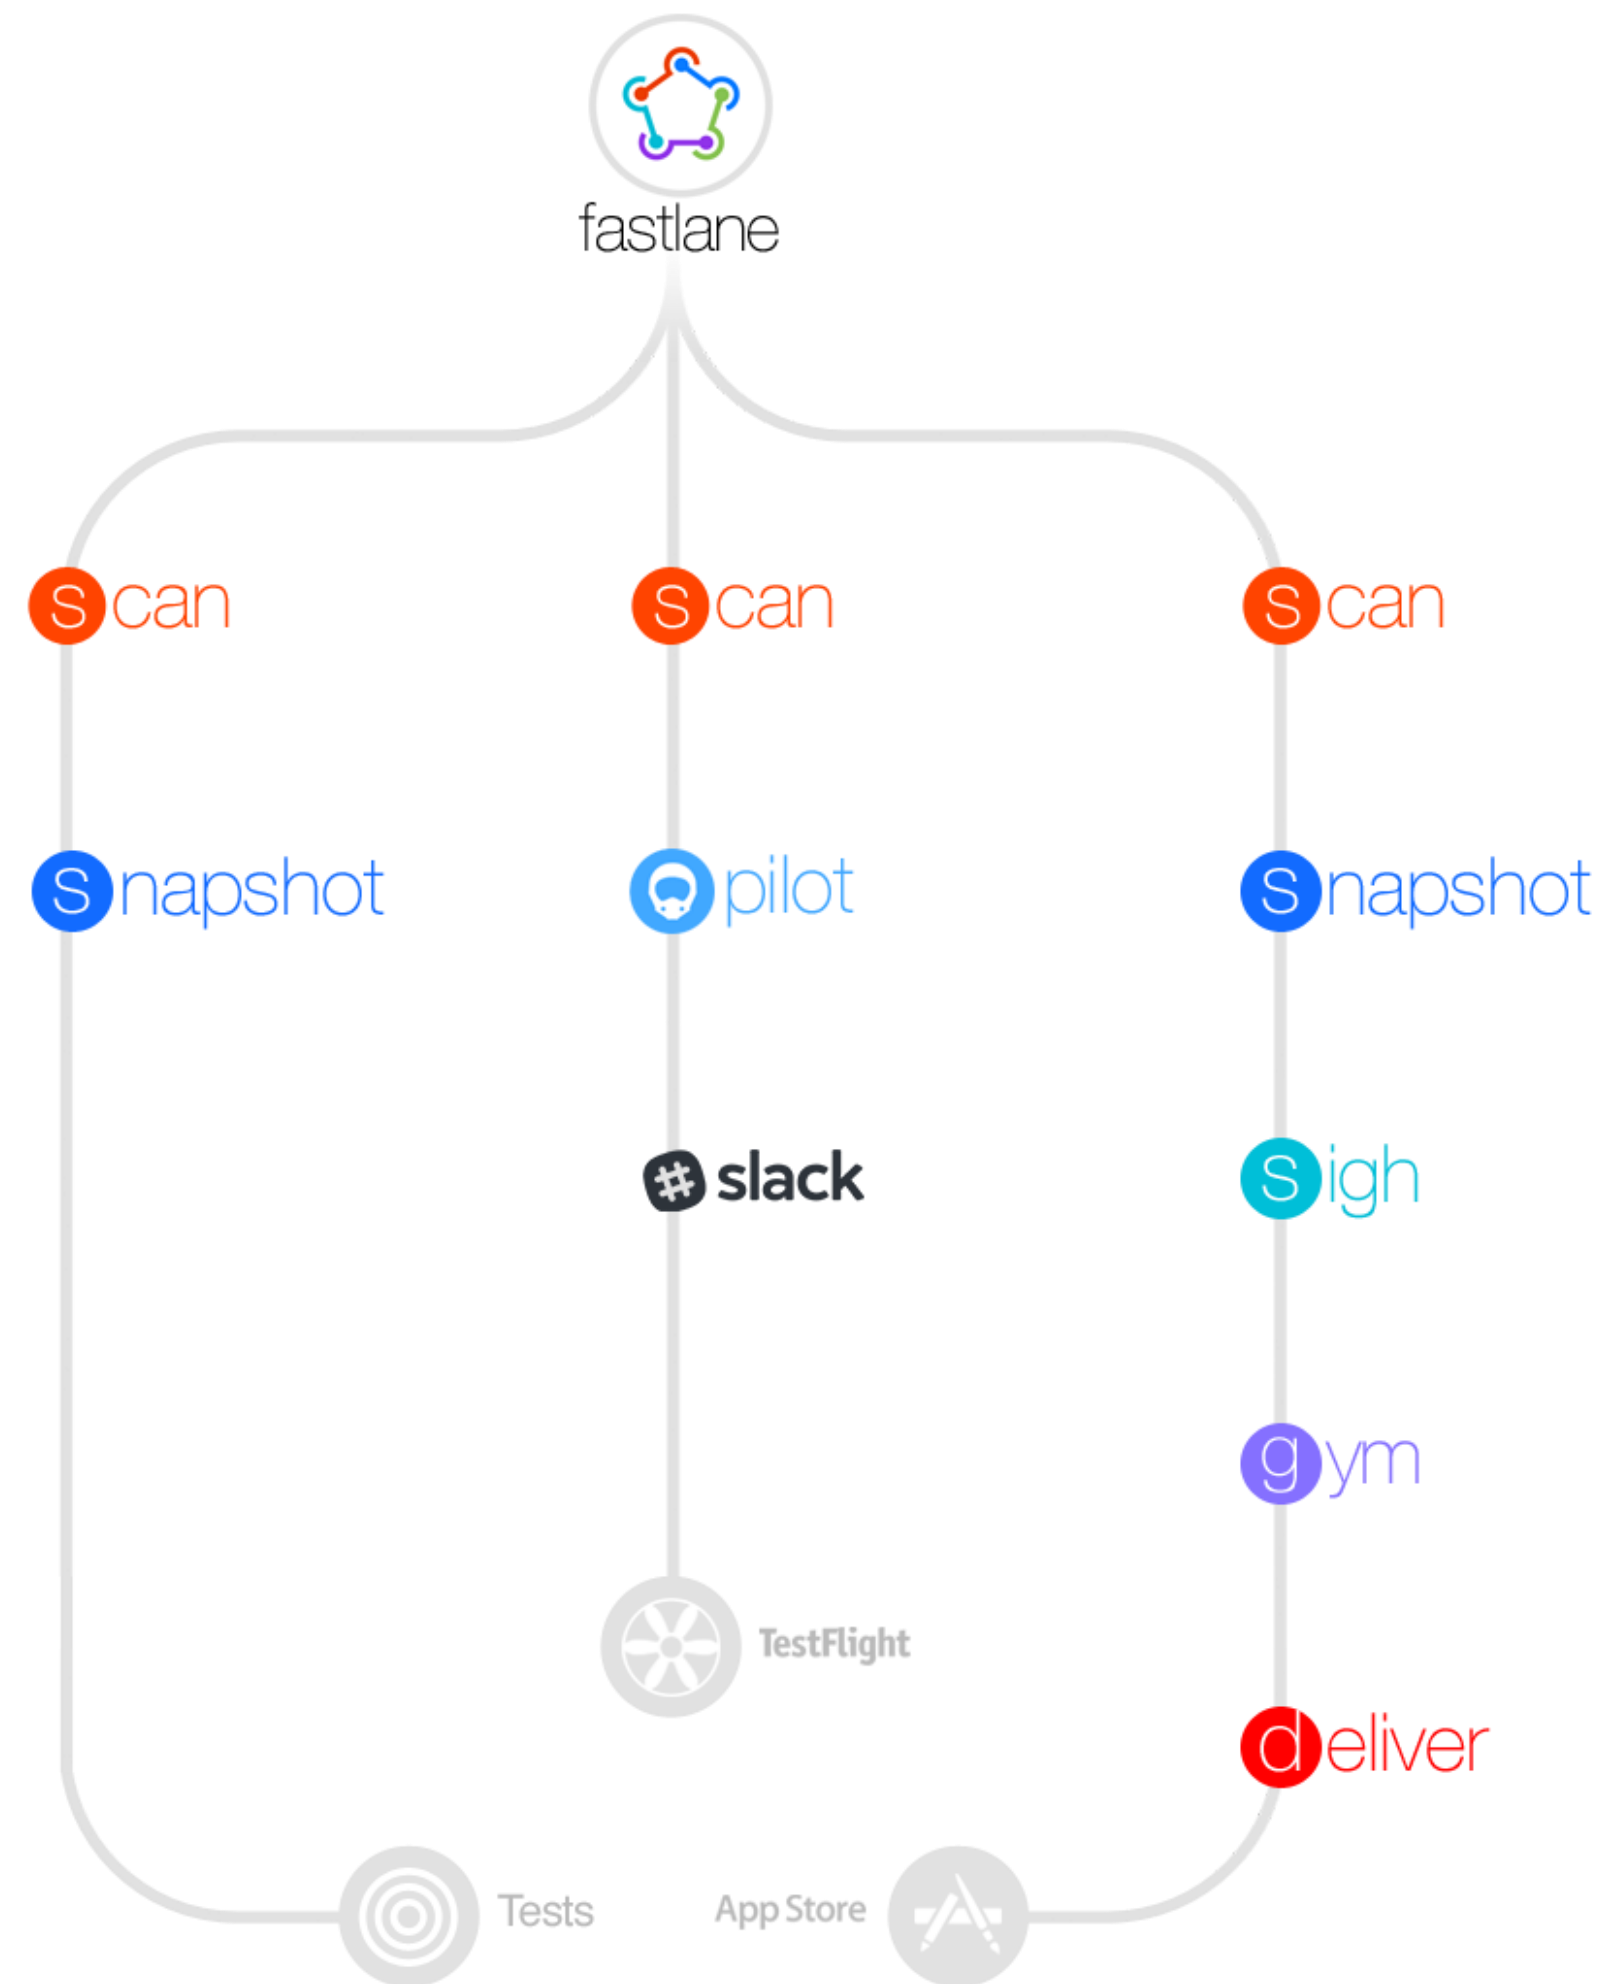 fastlane
scan
scan
scan
snapshot
pilot
snapshot
slack
sigh
gym
TestFlight
deliver
Tests
App Store